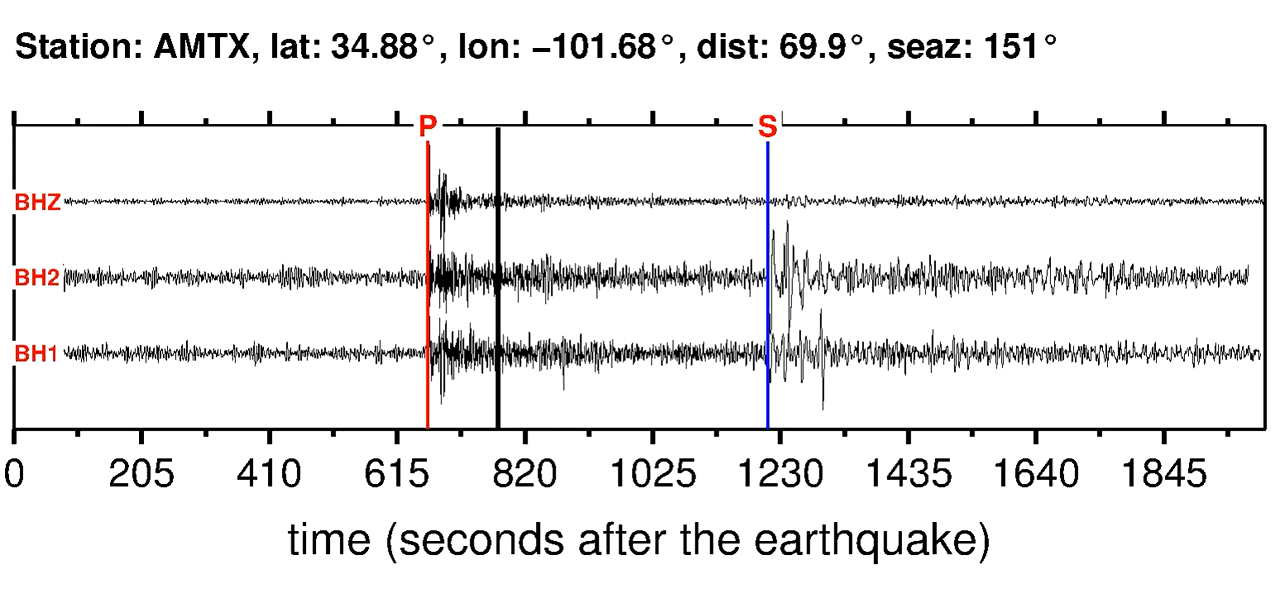 Station: AMTX, lat: 34.88°, lon: −101.68°, dist: 69.9°, seaz: 151°
P S
BHZ
BH2
BH1
0 205 410 615 820 1025 1230 1435 1640 1845
time (seconds after the earthquake)